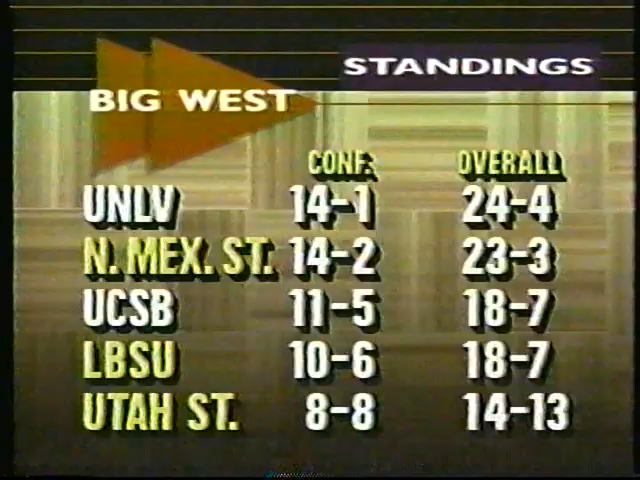 STANDINGS
BIG WEST
CONF. OVERALL
UNLV 14-1 24-4
N. MEX. ST. 14-2 23-3
UCSB 11-5 18-7
LBSU 10-6 18-7
UTAH ST. 8-8 14-13